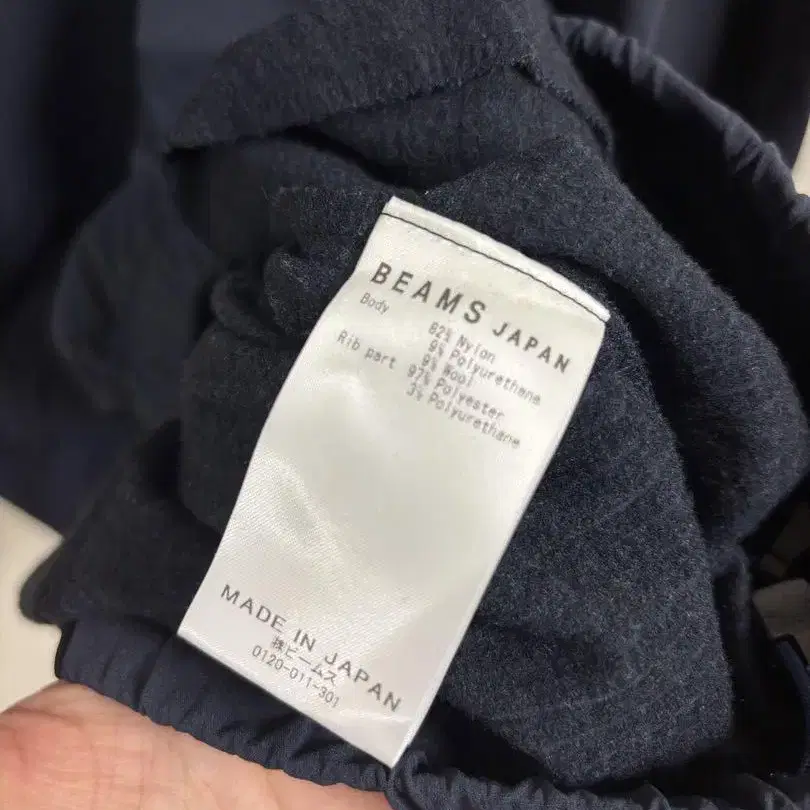 BEAMS JAPAN
Body 82% Nylon
9% Polyurethane
9% Wool
Rib part 97% Polyester
3% Polyurethane
MADE IN JAPAN
㈱ビームス
0120-011-301